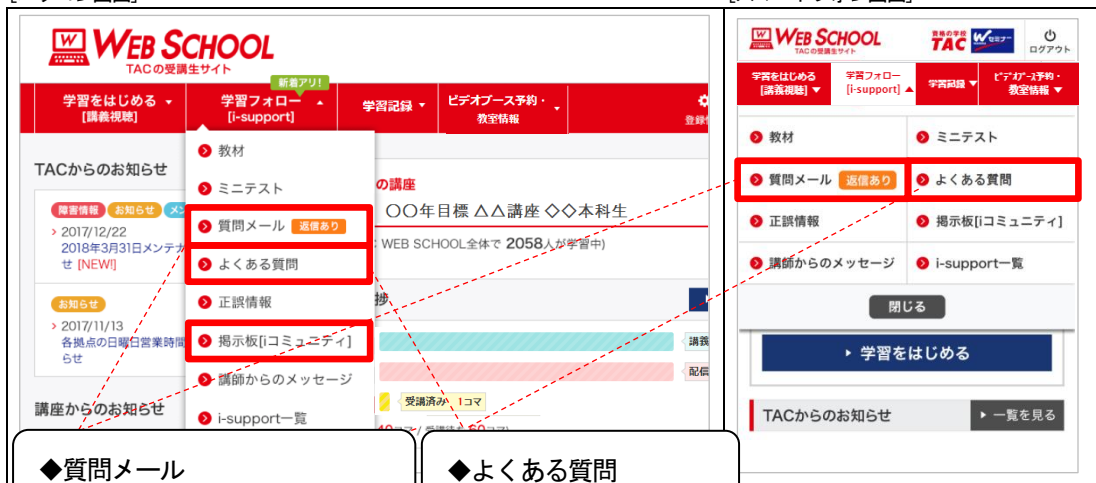 WEB SCHOOL
TACの受講生サイト
新着アリ!
学習をはじめる ▼
[講義視聴]
学習フォロー ▲
[i-support]
学習記録 ▼
ビデオブース予約・ ▼
教室情報
教材
ミニテスト
質問メール 返信あり
よくある質問
正誤情報
掲示板[iコミュニティ]
講師からのメッセージ
i-support一覧
TACからのお知らせ
障害情報 お知らせ
2017/12/22
2018年3月31日メンテナ
せ [NEW!]
お知らせ
2017/11/13
各拠点の日曜日営業時間
らせ
講座からのお知らせ
の講座
〇〇年目標 △△講座 ◇◇本科生
WEB SCHOOL全体で 2058人が学習中)
捗
講義
配信
受講済み 1コマ
◆質問メール
◆よくある質問
WEB SCHOOL
TACの受講生サイト
資格の学校
TAC
Wセミナー
ログアウト
学習をはじめる
[講義視聴] ▼
学習フォロー
[i-support] ▲
学習記録 ▼
ビデオブース予約・
教室情報 ▼
教材
ミニテスト
質問メール 返信あり
よくある質問
正誤情報
掲示板[iコミュニティ]
講師からのメッセージ
i-support一覧
閉じる
学習をはじめる
TACからのお知らせ
一覧を見る